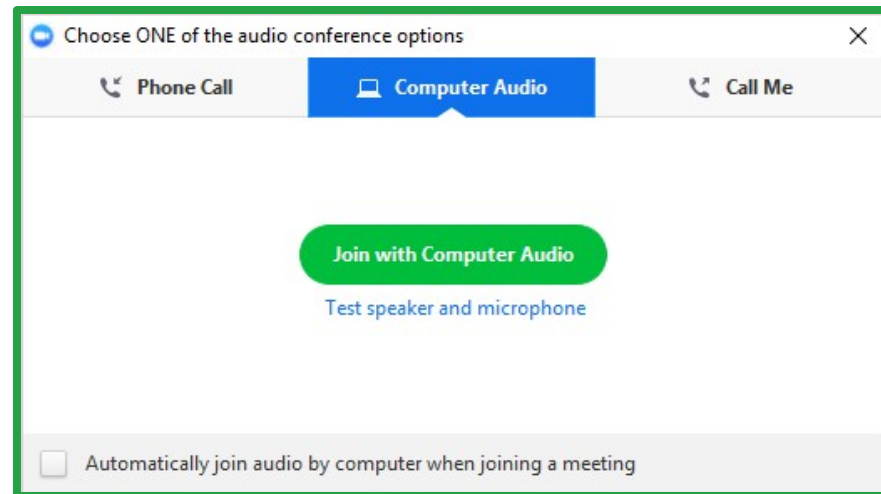 Choose ONE of the audio conference options
Phone Call
Computer Audio
Call Me
Join with Computer Audio
Test speaker and microphone
Automatically join audio by computer when joining a meeting